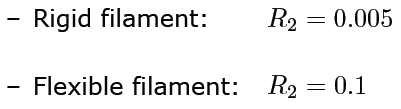 – Rigid filament: R₂ = 0.005
– Flexible filament: R₂ = 0.1